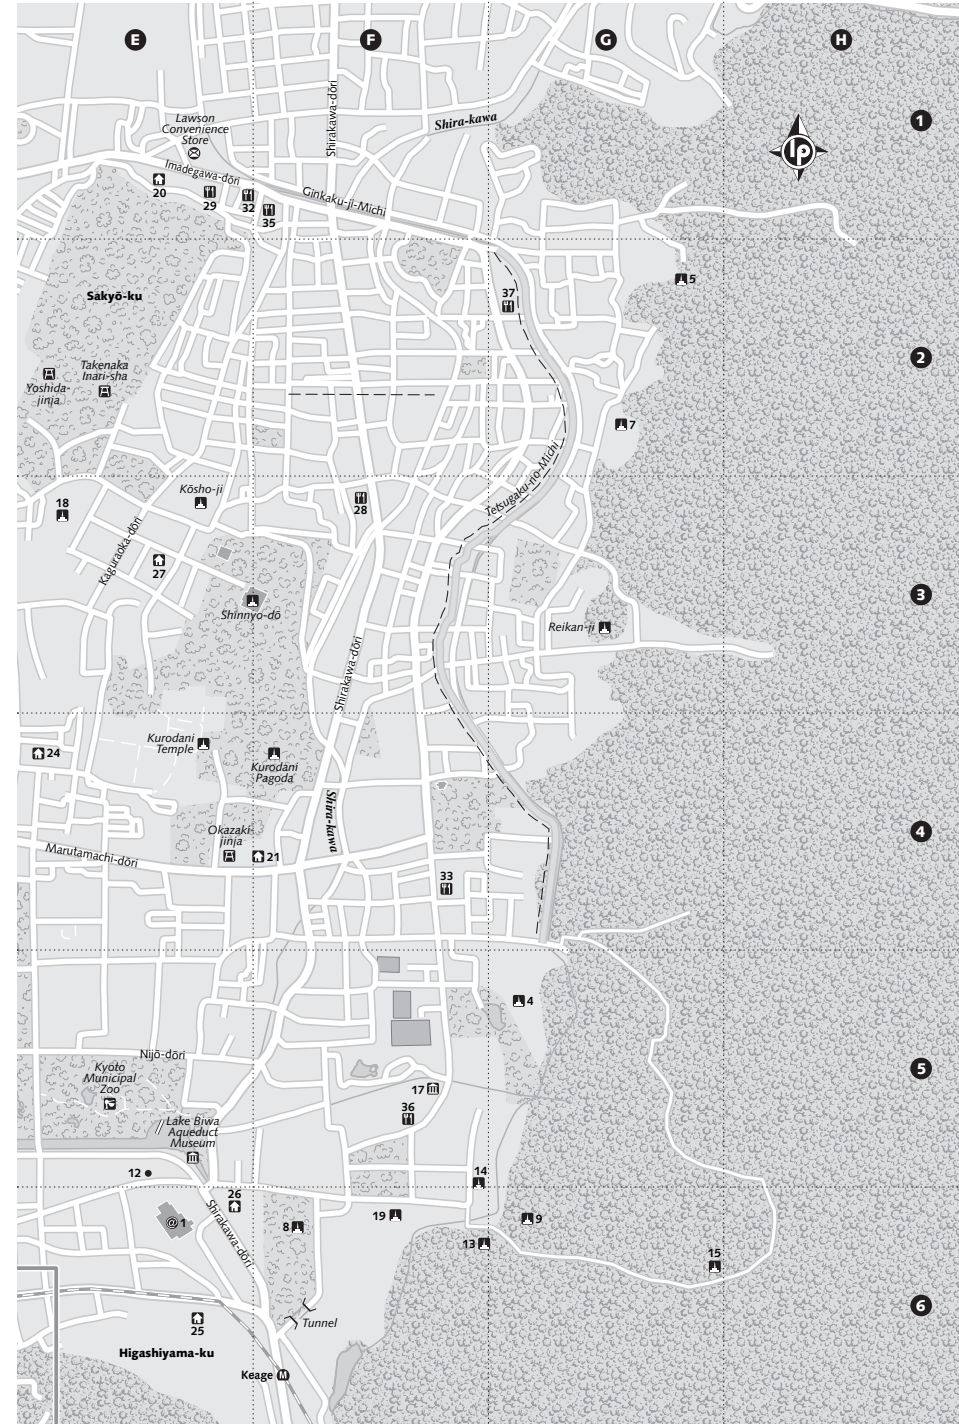 E
F
G
H
1
Lawson
Convenience
Store
Shirakawa-dōri
Shira-kawa
lp
Imadegawa-dōri
20
29
32
35
Ginkaku-ji-Michi
5
Sakyō-ku
37
2
Takenaka
Inari-sha
Yoshida-
jinja
7
Tetsugaku-no-Michi
Kōsho-ji
18
28
Kaguraoka-dōri
27
3
Shinnyo-dō
Reikan-ji
Shirakawa-dōri
Kurodani
Temple
24
Kurodani
Pagoda
Shira-kawa
4
Okazaki-
jinja
21
Marutamachi-dōri
33
4
Nijō-dōri
Kyoto
Municipal
Zoo
5
17
36
Lake Biwa
Aqueduct
Museum
12
14
26
@1
Shirakawa-dōri
8
19
9
13
15
6
25
Tunnel
Higashiyama-ku
Keage M